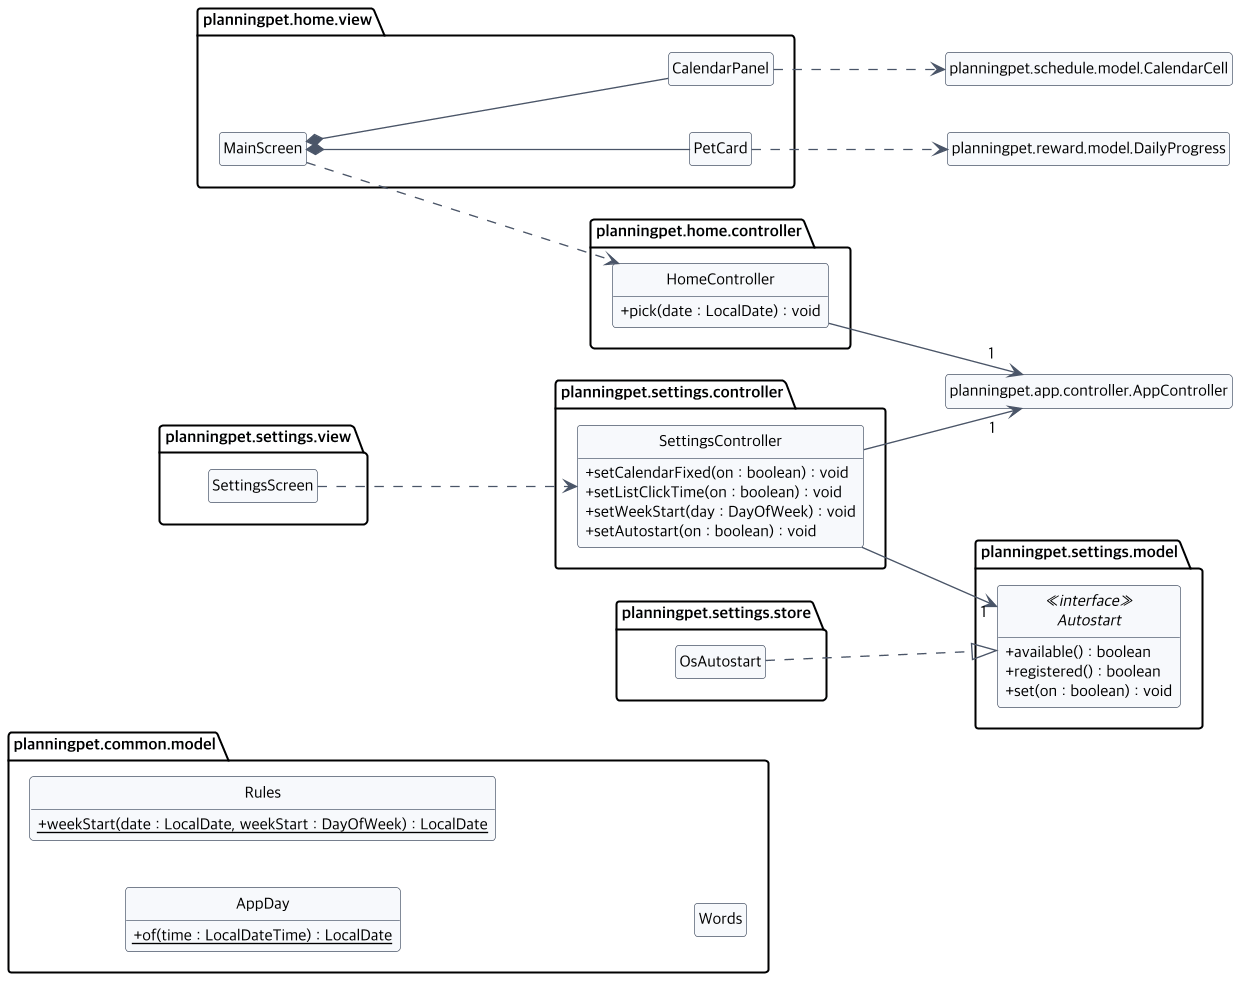 planningpet.home.view
CalendarPanel
planningpet.schedule.model.CalendarCell
MainScreen
PetCard
planningpet.reward.model.DailyProgress
planningpet.home.controller
HomeController
+pick(date : LocalDate) : void
1
planningpet.app.controller.AppController
1
planningpet.settings.controller
SettingsController
+setCalendarFixed(on : boolean) : void
+setListClickTime(on : boolean) : void
+setWeekStart(day : DayOfWeek) : void
+setAutostart(on : boolean) : void
planningpet.settings.view
SettingsScreen
planningpet.settings.model
1
≪interface≫
Autostart
+available() : boolean
+registered() : boolean
+set(on : boolean) : void
planningpet.settings.store
OsAutostart
planningpet.common.model
Rules
+weekStart(date : LocalDate, weekStart : DayOfWeek) : LocalDate
AppDay
+of(time : LocalDateTime) : LocalDate
Words